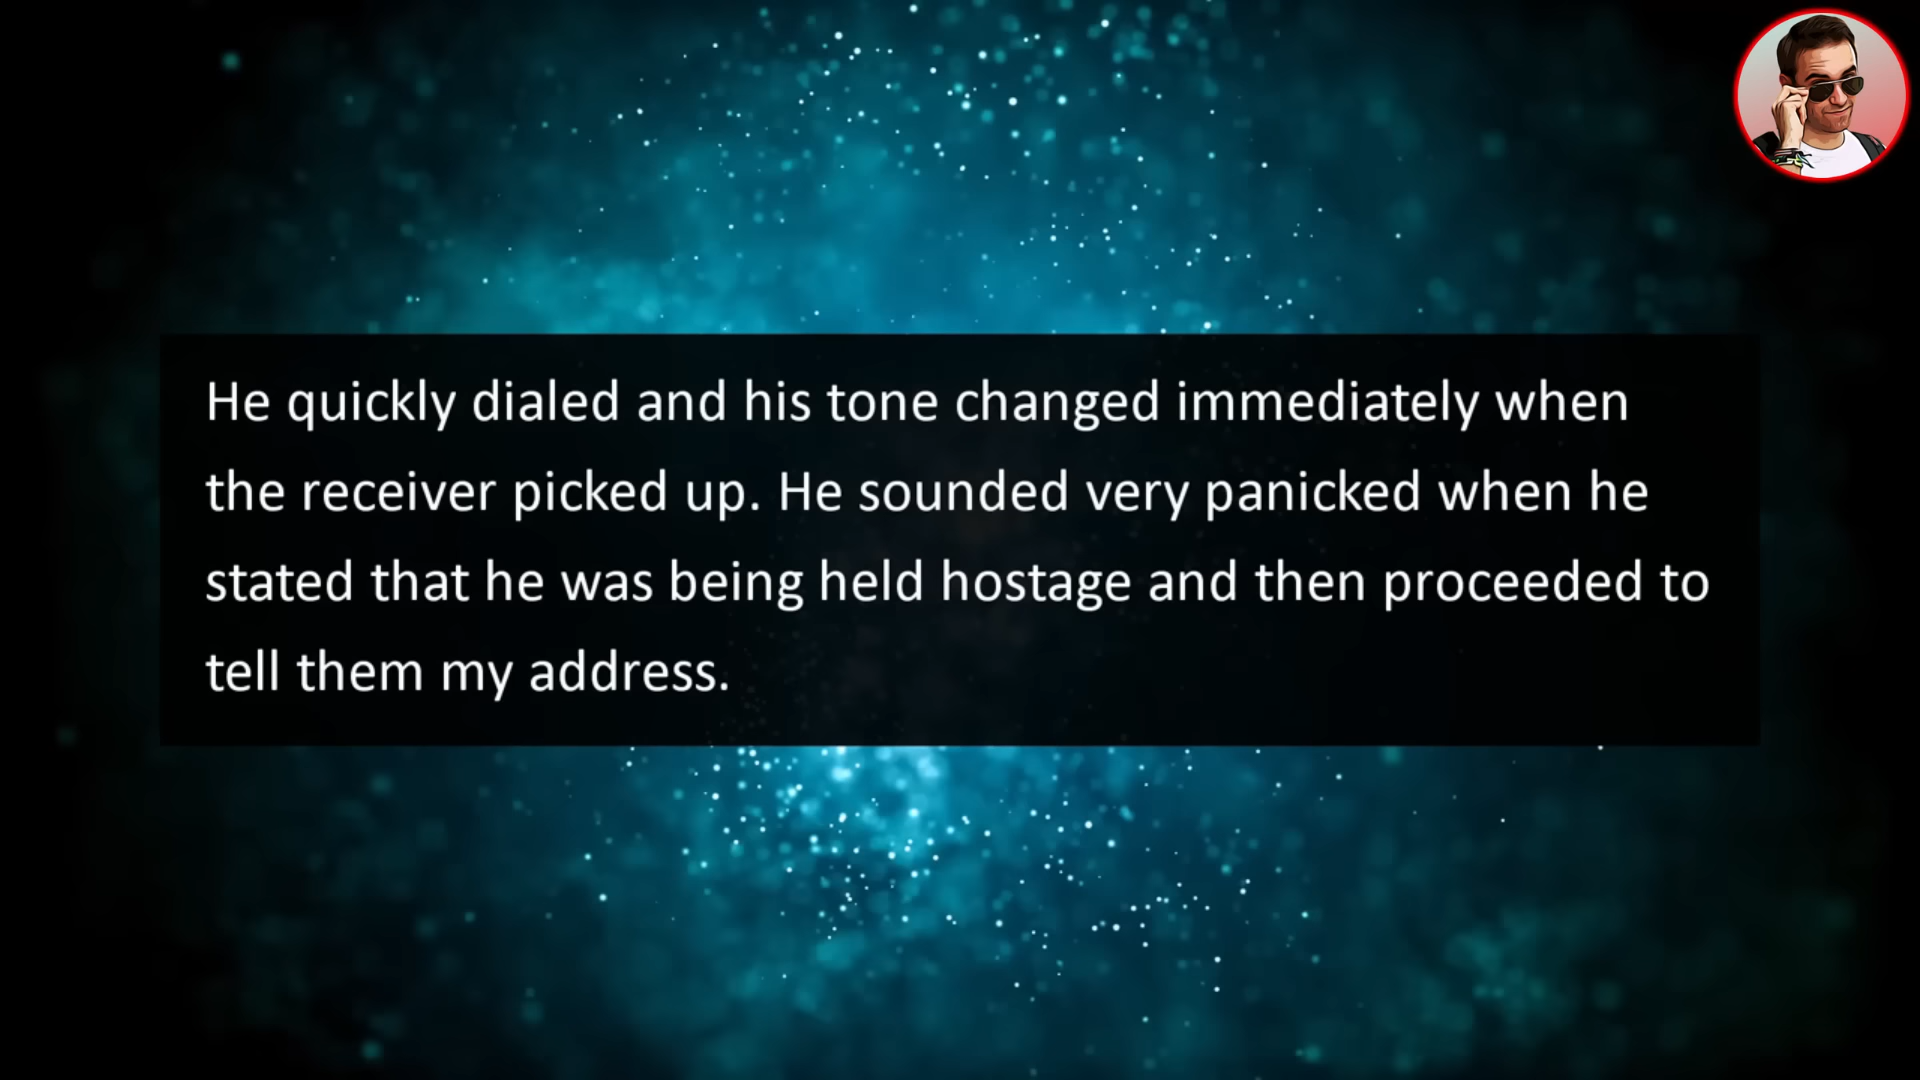 He quickly dialed and his tone changed immediately when
the receiver picked up. He sounded very panicked when he
stated that he was being held hostage and then proceeded to
tell them my address.